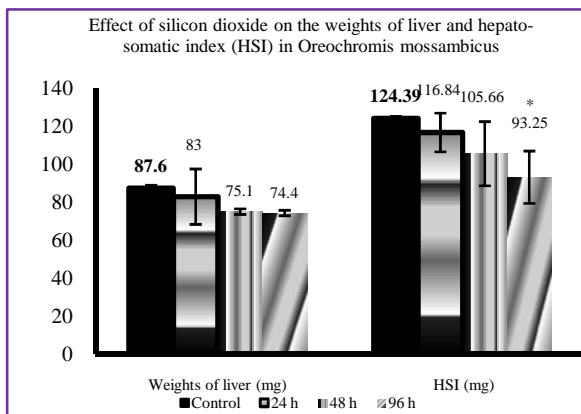 Effect of silicon dioxide on the weights of liver and hepato-
somatic index (HSI) in Oreochromis mossambicus
140
120
100
80
60
40
20
0
87.6
83
75.1
74.4
124.39
116.84
105.66
*
93.25
Weights of liver (mg)
HSI (mg)
Control
24 h
48 h
96 h